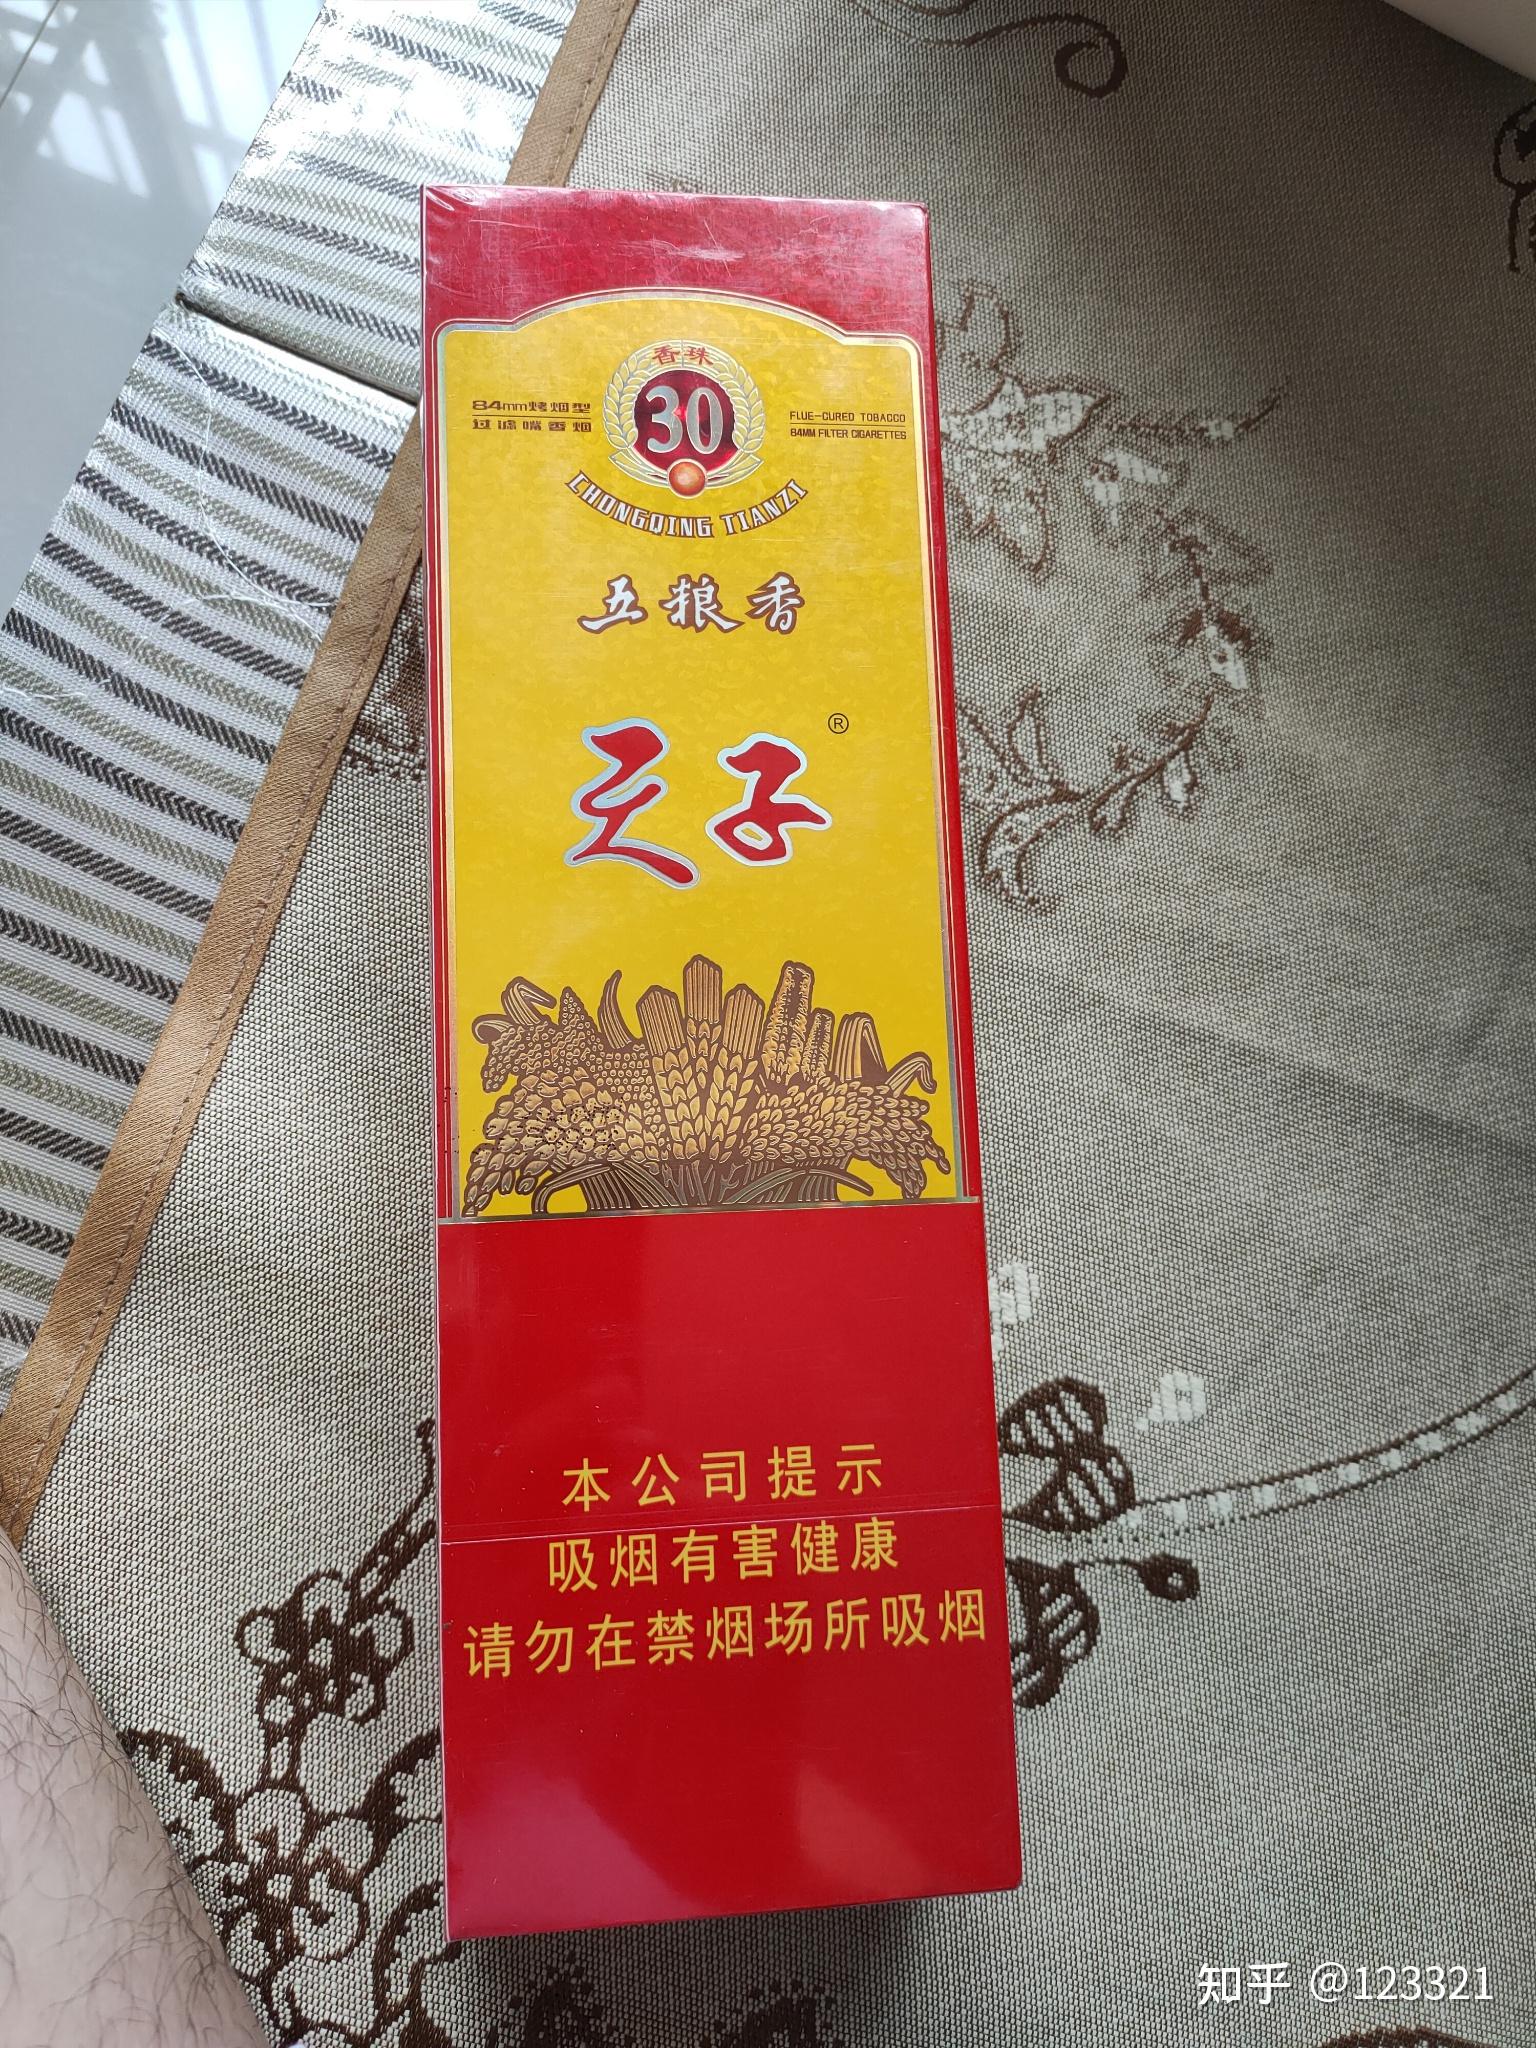 香珠
30
84mm烤烟型
过滤嘴香烟
FLUE-CURED TOBACCO
84MM FILTER CIGARETTES
CHONGQING TIANZI
五粮香
天子®
本公司提示
吸烟有害健康
请勿在禁烟场所吸烟
知乎 @123321